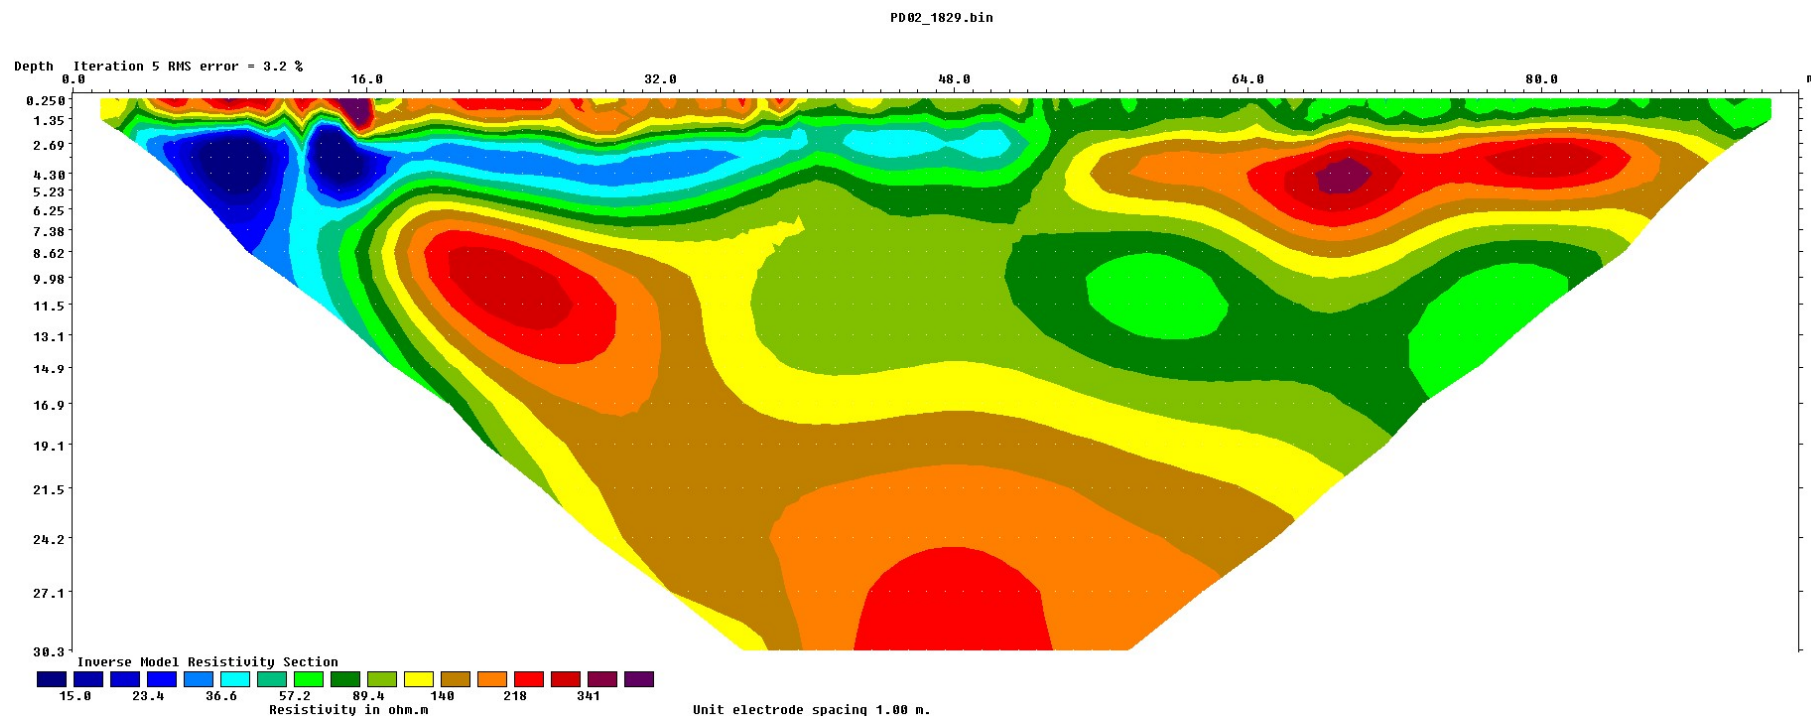 PD02_1829.bin
Depth Iteration 5 RMS error = 3.2 %
0.0 16.0 32.0 48.0 64.0 80.0
0.250
1.35
2.69
4.30
5.23
6.25
7.38
8.62
9.98
11.5
13.1
14.9
16.9
19.1
21.5
24.2
27.1
30.3
Inverse Model Resistivity Section
15.0 23.4 36.6 57.2 89.4 140 218 341
Resistivity in ohm.m
Unit electrode spacing 1.00 m.